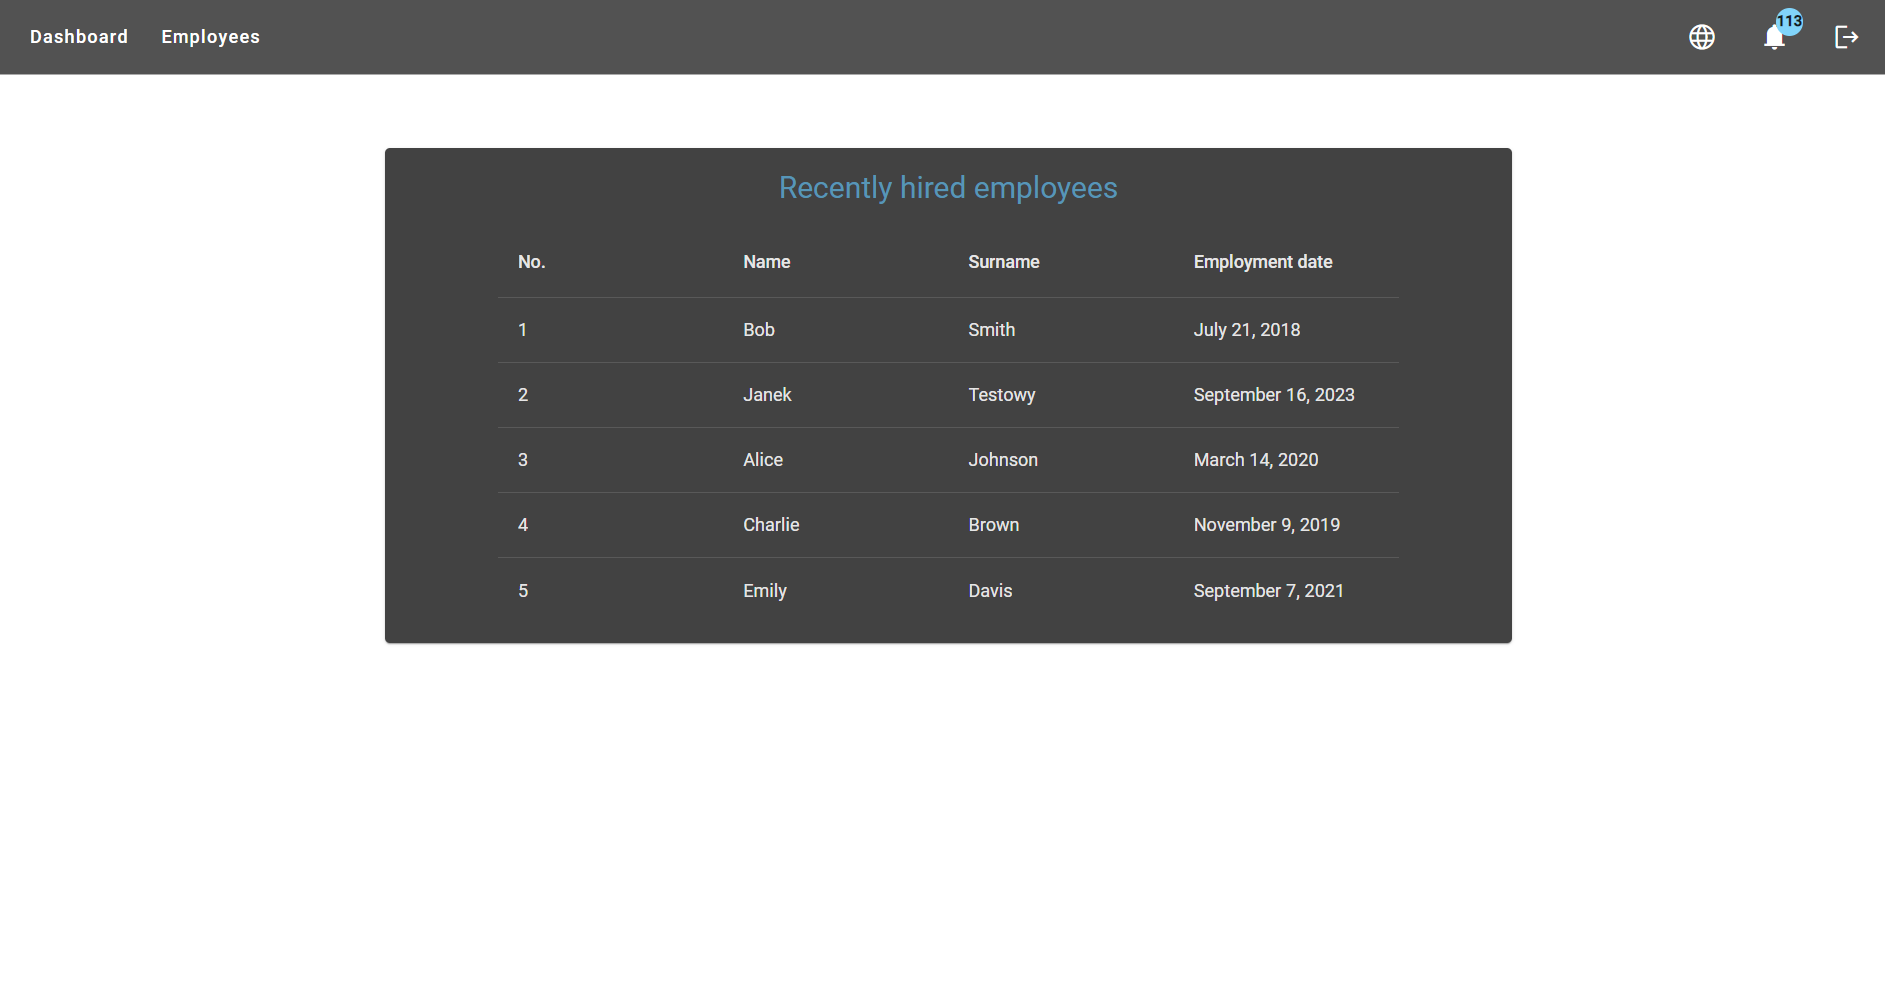 Dashboard Employees 113
Recently hired employees
No. Name Surname Employment date
1 Bob Smith July 21, 2018
2 Janek Testowy September 16, 2023
3 Alice Johnson March 14, 2020
4 Charlie Brown November 9, 2019
5 Emily Davis September 7, 2021